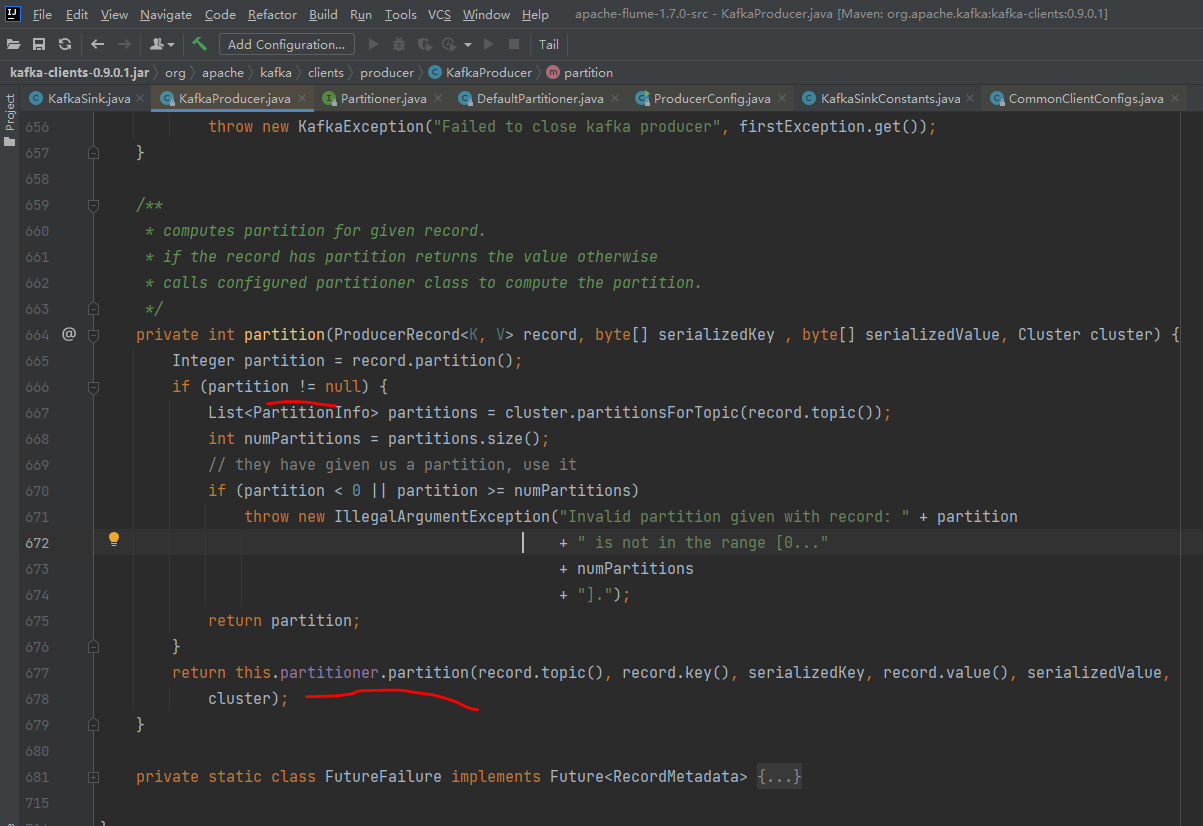 File Edit View Navigate Code Refactor Build Run Tools VCS Window Help apache-flume-1.7.0-src - KafkaProducer.java [Maven: org.apache.kafka:kafka-clients:0.9.0.1]
Add Configuration... Tail
kafka-clients-0.9.0.1.jar org apache kafka clients producer KafkaProducer partition
KafkaSink.java KafkaProducer.java Partitioner.java DefaultPartitioner.java ProducerConfig.java KafkaSinkConstants.java CommonClientConfigs.java
Project
656 throw new KafkaException("Failed to close kafka producer", firstException.get());
657 }
658
659 /**
660 * computes partition for given record.
661 * if the record has partition returns the value otherwise
662 * calls configured partitioner class to compute the partition.
663 */
664 @ private int partition(ProducerRecord<K, V> record, byte[] serializedKey , byte[] serializedValue, Cluster cluster) {
665 Integer partition = record.partition();
666 if (partition != null) {
667 List<PartitionInfo> partitions = cluster.partitionsForTopic(record.topic());
668 int numPartitions = partitions.size();
669 // they have given us a partition, use it
670 if (partition < 0 || partition >= numPartitions)
671 throw new IllegalArgumentException("Invalid partition given with record: " + partition
672 + " is not in the range [0..."
673 + numPartitions
674 + "].");
675 return partition;
676 }
677 return this.partitioner.partition(record.topic(), record.key(), serializedKey, record.value(), serializedValue,
678 cluster);
679 }
680
681 private static class FutureFailure implements Future<RecordMetadata> {...}
715